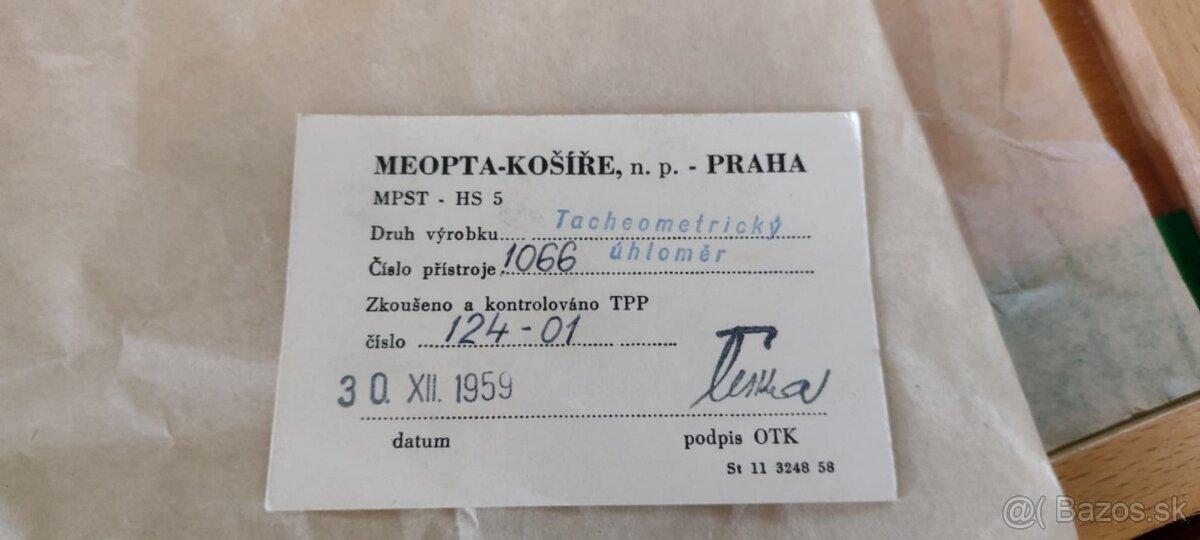 MEOPTA-KOŠÍŘE, n. p. - PRAHA
MPST - HS 5
Druh výrobku Tacheometrický
Číslo přístroje 1066 úhloměr
Zkoušeno a kontrolováno TPP
číslo 124-01
30. XII. 1959
datum podpis OTK
St 11 3248 58
@( Bazos.sk